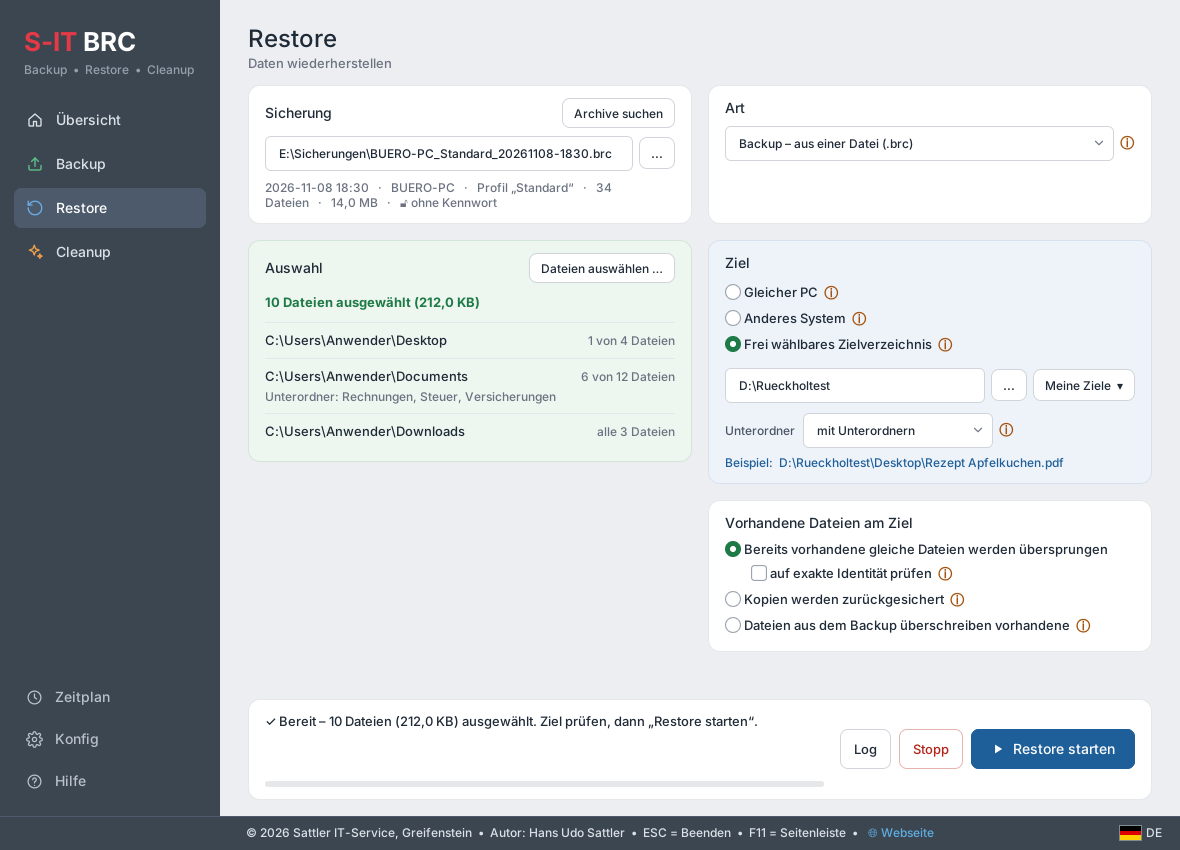 S-IT BRC
Backup • Restore • Cleanup
Übersicht
Backup
Restore
Cleanup
Zeitplan
Konfig
Hilfe
Restore
Daten wiederherstellen
Sicherung
Archive suchen
E:\Sicherungen\BUERO-PC_Standard_20261108-1830.brc
...
2026-11-08 18:30 · BUERO-PC · Profil „Standard“ · 34
Dateien · 14,0 MB · ohne Kennwort
Art
Backup – aus einer Datei (.brc)
Auswahl
Dateien auswählen ...
10 Dateien ausgewählt (212,0 KB)
C:\Users\Anwender\Desktop 1 von 4 Dateien
C:\Users\Anwender\Documents 6 von 12 Dateien
Unterordner: Rechnungen, Steuer, Versicherungen
C:\Users\Anwender\Downloads alle 3 Dateien
Ziel
Gleicher PC
Anderes System
Frei wählbares Zielverzeichnis
D:\Rueckholtest
...
Meine Ziele ▾
Unterordner mit Unterordnern
Beispiel: D:\Rueckholtest\Desktop\Rezept Apfelkuchen.pdf
Vorhandene Dateien am Ziel
Bereits vorhandene gleiche Dateien werden übersprungen
auf exakte Identität prüfen
Kopien werden zurückgesichert
Dateien aus dem Backup überschreiben vorhandene
✓ Bereit – 10 Dateien (212,0 KB) ausgewählt. Ziel prüfen, dann „Restore starten“.
Log
Stopp
Restore starten
© 2026 Sattler IT-Service, Greifenstein • Autor: Hans Udo Sattler • ESC = Beenden • F11 = Seitenleiste • Webseite
DE